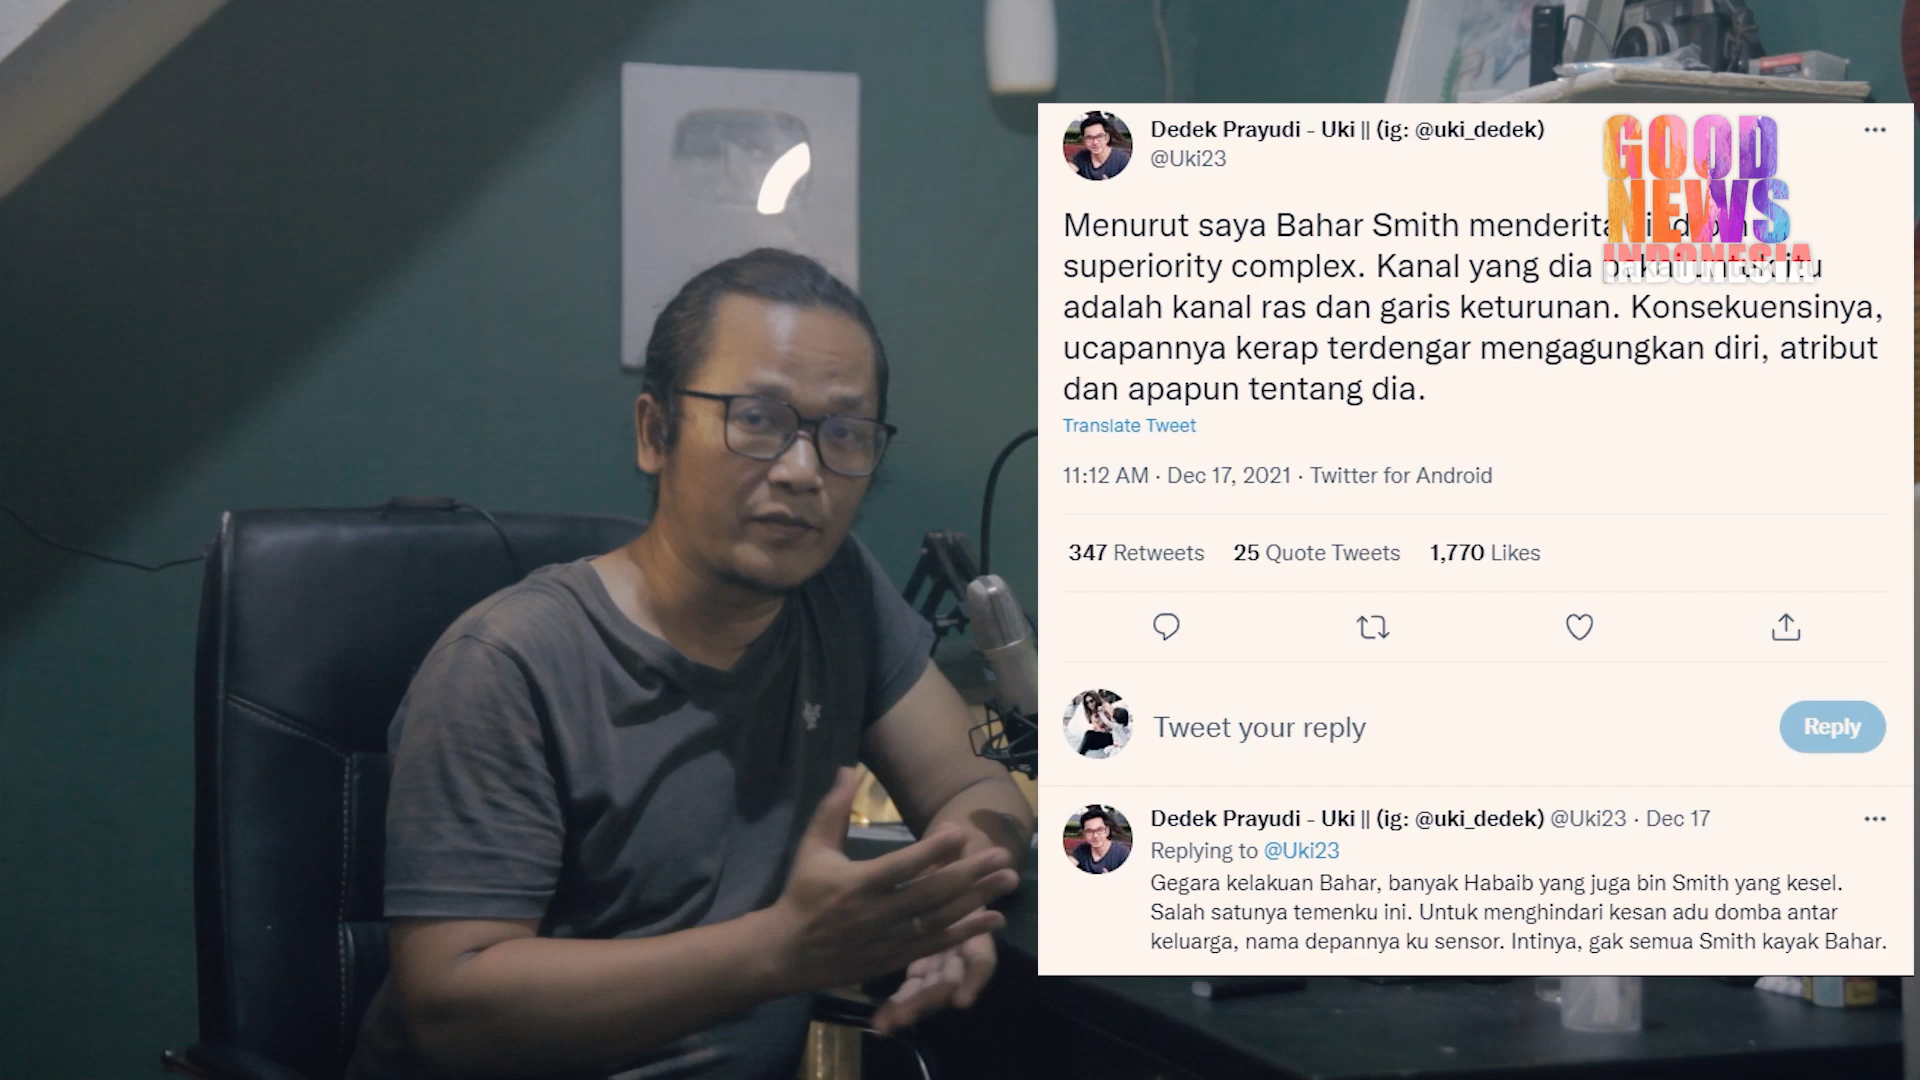 Dedek Prayudi - Uki || (ig: @uki_dedek)
@Uki23
GOOD
NEWS
INDONESIA
Menurut saya Bahar Smith menderita
superiority complex. Kanal yang dia pakai untuk itu
adalah kanal ras dan garis keturunan. Konsekuensinya,
ucapannya kerap terdengar mengagungkan diri, atribut
dan apapun tentang dia.
Translate Tweet
11:12 AM · Dec 17, 2021 · Twitter for Android
347 Retweets 25 Quote Tweets 1,770 Likes
Tweet your reply
Reply
Dedek Prayudi - Uki || (ig: @uki_dedek) @Uki23 · Dec 17
Replying to @Uki23
Gegara kelakuan Bahar, banyak Habaib yang juga bin Smith yang kesel.
Salah satunya temenku ini. Untuk menghindari kesan adu domba antar
keluarga, nama depannya ku sensor. Intinya, gak semua Smith kayak Bahar.